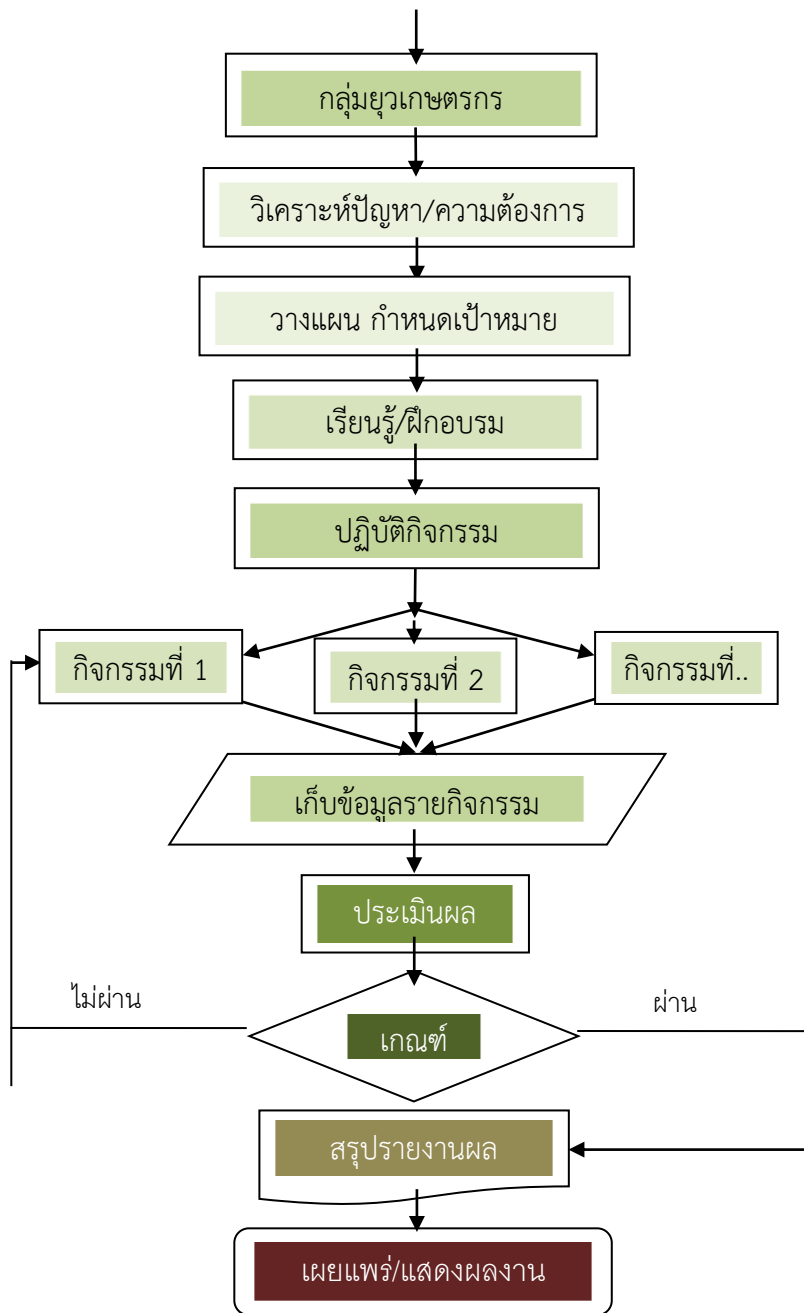 กลุ่มยุวเกษตรกร
วิเคราะห์ปัญหา/ความต้องการ
วางแผน กำหนดเป้าหมาย
เรียนรู้/ฝึกอบรม
ปฏิบัติกิจกรรม
กิจกรรมที่ 1
กิจกรรมที่ 2
กิจกรรมที่..
เก็บข้อมูลรายกิจกรรม
ประเมินผล
ไม่ผ่าน
ผ่าน
เกณฑ์
สรุปรายงานผล
เผยแพร่/แสดงผลงาน